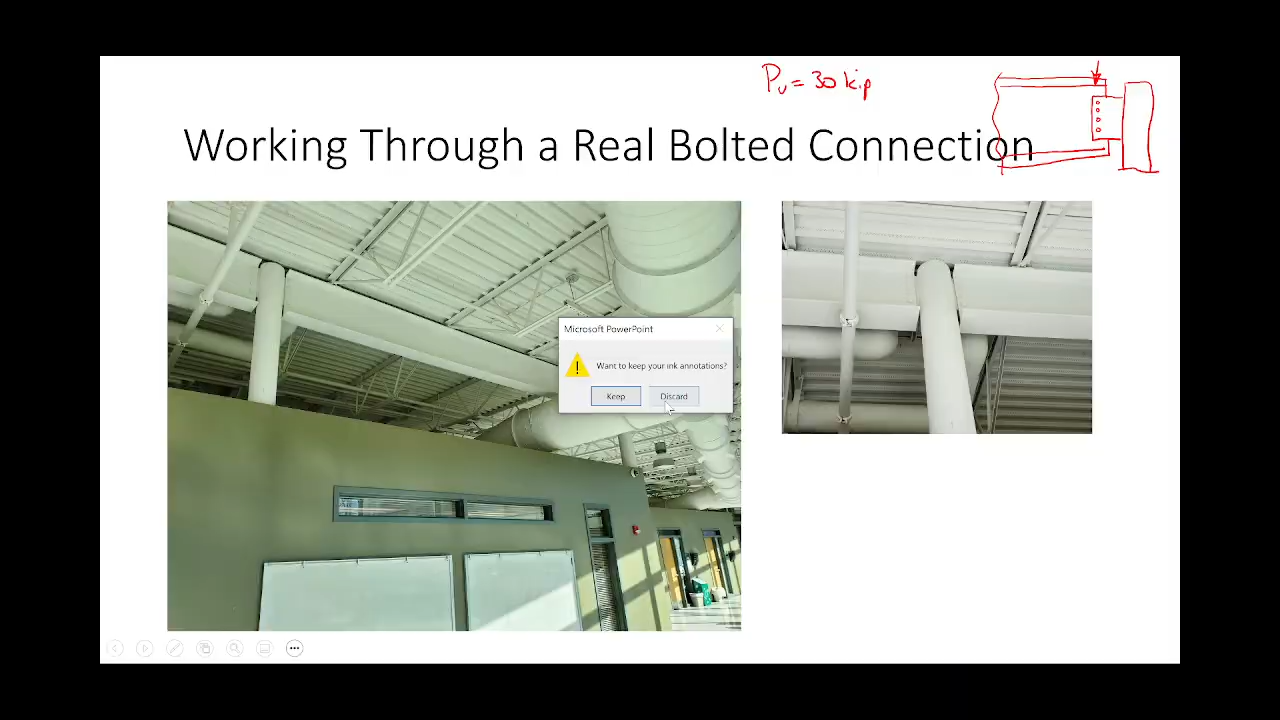 Pu = 30 kip
Working Through a Real Bolted Connection
Microsoft PowerPoint
Want to keep your ink annotations?
Keep
Discard